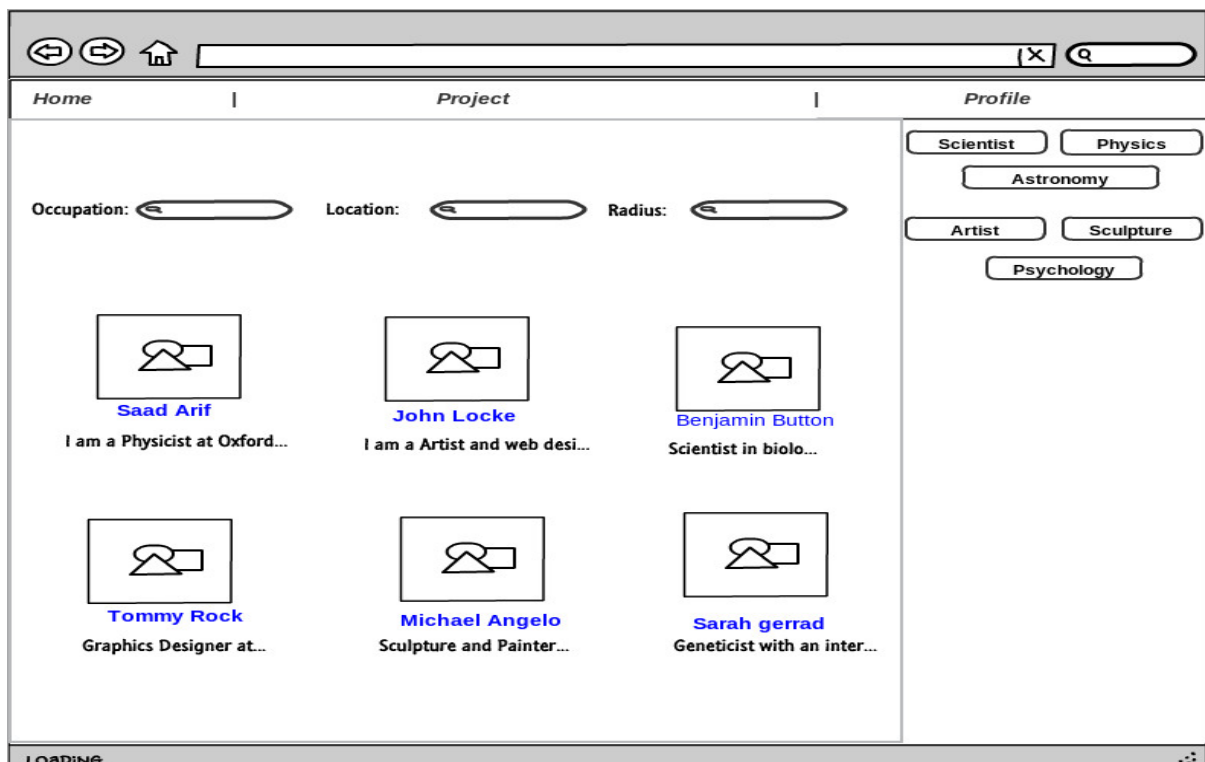 Home | Project | Profile
Scientist Physics
Astronomy
Occupation: Location: Radius:
Artist Sculpture
Psychology
Saad Arif John Locke Benjamin Button
I am a Physicist at Oxford... I am a Artist and web desi... Scientist in biolo...
Tommy Rock Michael Angelo Sarah gerrad
Graphics Designer at... Sculpture and Painter... Geneticist with an inter...
LOADING